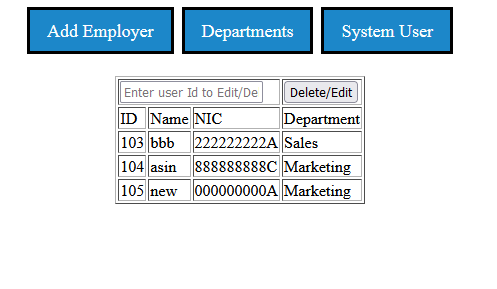 Add Employer Departments System User
Enter user Id to Edit/De Delete/Edit
ID Name NIC Department
103 bbb 222222222A Sales
104 asin 888888888C Marketing
105 new 000000000A Marketing